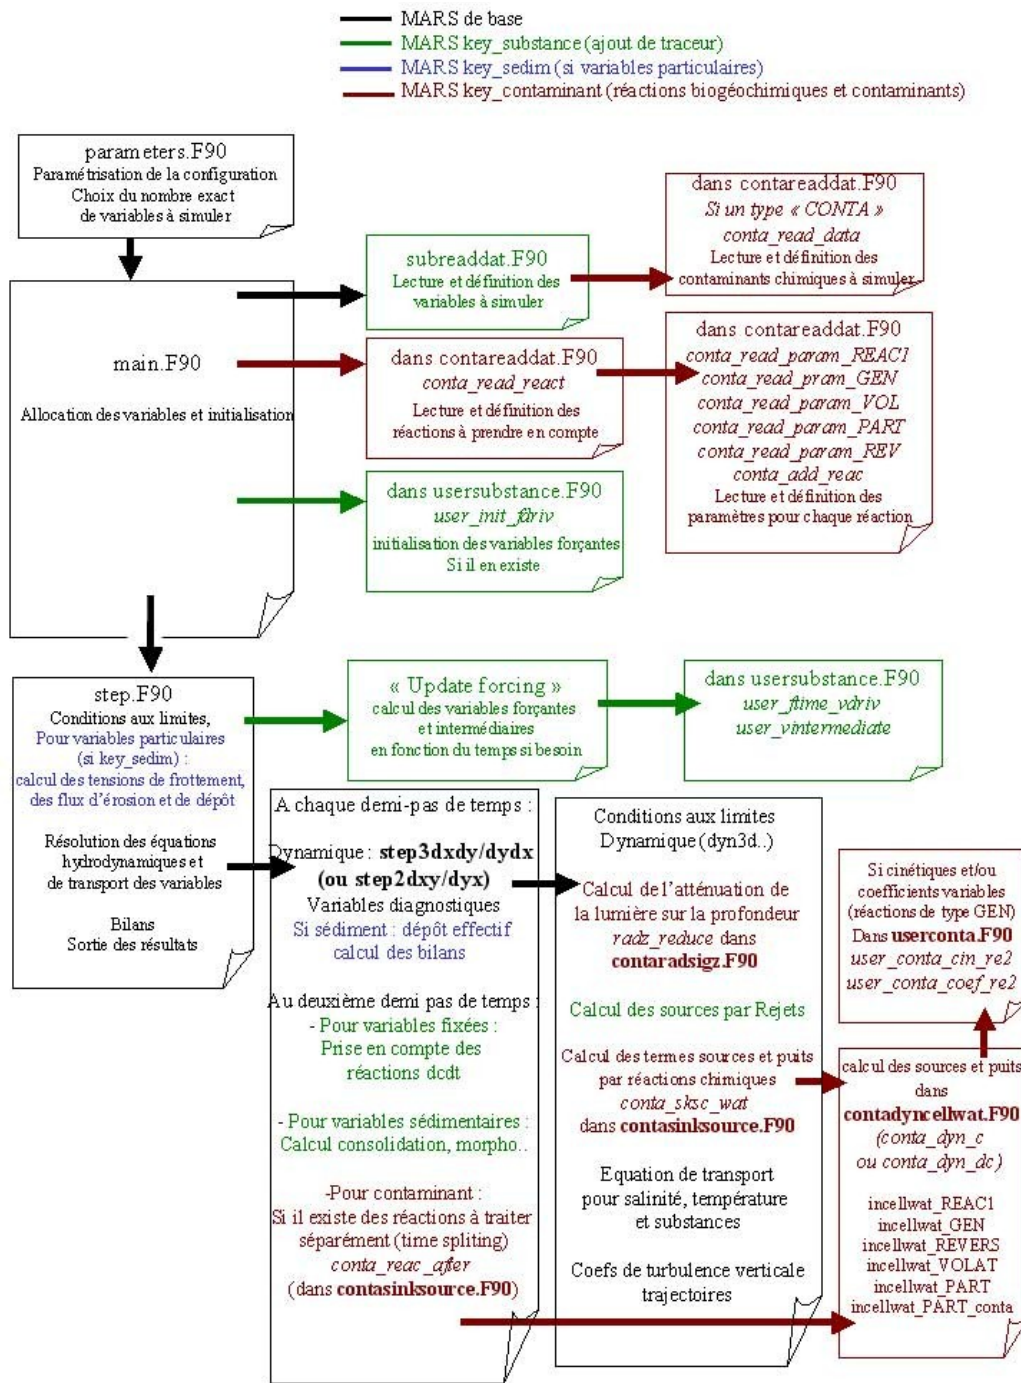 MARS de base
MARS key_substance (ajout de traceur)
MARS key_sedim (si variables particulaires)
MARS key_contaminant (réactions biogéochimiques et contaminants)
parameters.F90
Paramétrisation de la configuration
Choix du nombre exact
de variables à simuler
main.F90
Allocation des variables et initialisation
subreaddat.F90
Lecture et définition des
variables à simuler
dans contareaddat.F90
Si un type « CONTA »
conta_read_data
Lecture et définition des
contaminants chimiques à simuler
dans contareaddat.F90
conta_read_react
Lecture et définition des
réactions à prendre en compte
dans contareaddat.F90
conta_read_param_REAC1
conta_read_pram_GEN
conta_read_param_VOL
conta_read_param_PART
conta_read_param_REV
conta_add_reac
Lecture et définition des
paramètres pour chaque réaction
dans usersubstance.F90
user_init_fdriv
initialisation des variables forçantes
Si il en existe
step.F90
Conditions aux limites,
Pour variables particulaires
(si key_sedim) :
calcul des tensions de frottement,
des flux d'érosion et de dépôt
Résolution des équations
hydrodynamiques et
de transport des variables
Bilans
Sortie des résultats
« Update forcing »
calcul des variables forçantes
et intermédiaires
en fonction du temps si besoin
dans usersubstance.F90
user_ftime_vdriv
user_vintermediate
A chaque demi-pas de temps :
Dynamique : step3dxdy/dydx
(ou step2dxy/dyx)
Variables diagnostiques
Si sédiment : dépôt effectif
calcul des bilans
Au deuxième demi pas de temps :
- Pour variables fixées :
Prise en compte des
réactions dcdt
- Pour variables sédimentaires :
Calcul consolidation, morpho..
-Pour contaminant :
Si il existe des réactions à traiter
séparément (time spliting)
conta_reac_after
(dans contasinksource.F90)
Conditions aux limites
Dynamique (dyn3d..)
Calcul de l'atténuation de
la lumière sur la profondeur
radz_reduce dans
contaradsigz.F90
Calcul des sources par Rejets
Calcul des termes sources et puits
par réactions chimiques
conta_sksc_wat
dans contasinksource.F90
Equation de transport
pour salinité, température
et substances
Coefs de turbulence verticale
trajectoires
Si cinétiques et/ou
coefficients variables
(réactions de type GEN)
Dans userconta.F90
user_conta_cin_re2
user_conta_coef_re2
calcul des sources et puits
dans
contadyncellwat.F90
(conta_dyn_c
ou conta_dyn_dc)
incellwat_REAC1
incellwat_GEN
incellwat_REVERS
incellwat_VOLAT
incellwat_PART
incellwat_PART_conta